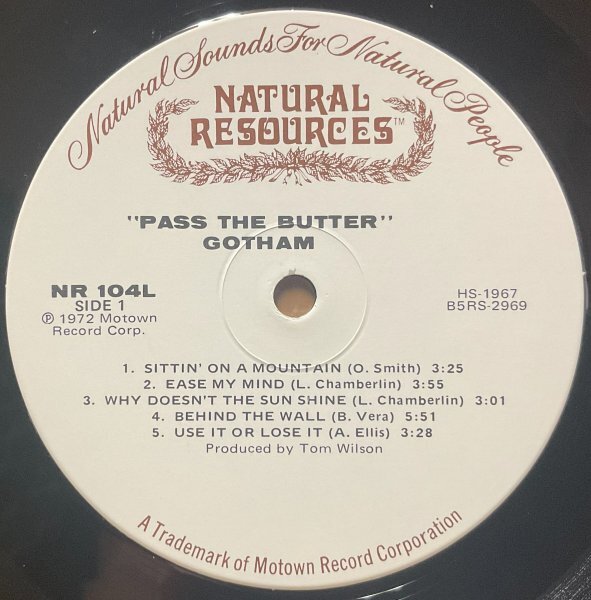 Natural Sounds For Natural People
NATURAL
RESOURCES™
"PASS THE BUTTER"
GOTHAM
NR 104L
SIDE 1
℗ 1972 Motown
Record Corp.
HS-1967
B5RS-2969
1. SITTIN' ON A MOUNTAIN (O. Smith) 3:25
2. EASE MY MIND (L. Chamberlin) 3:55
3. WHY DOESN'T THE SUN SHINE (L. Chamberlin) 3:01
4. BEHIND THE WALL (B. Vera) 5:51
5. USE IT OR LOSE IT (A. Ellis) 3:28
Produced by Tom Wilson
A Trademark of Motown Record Corporation